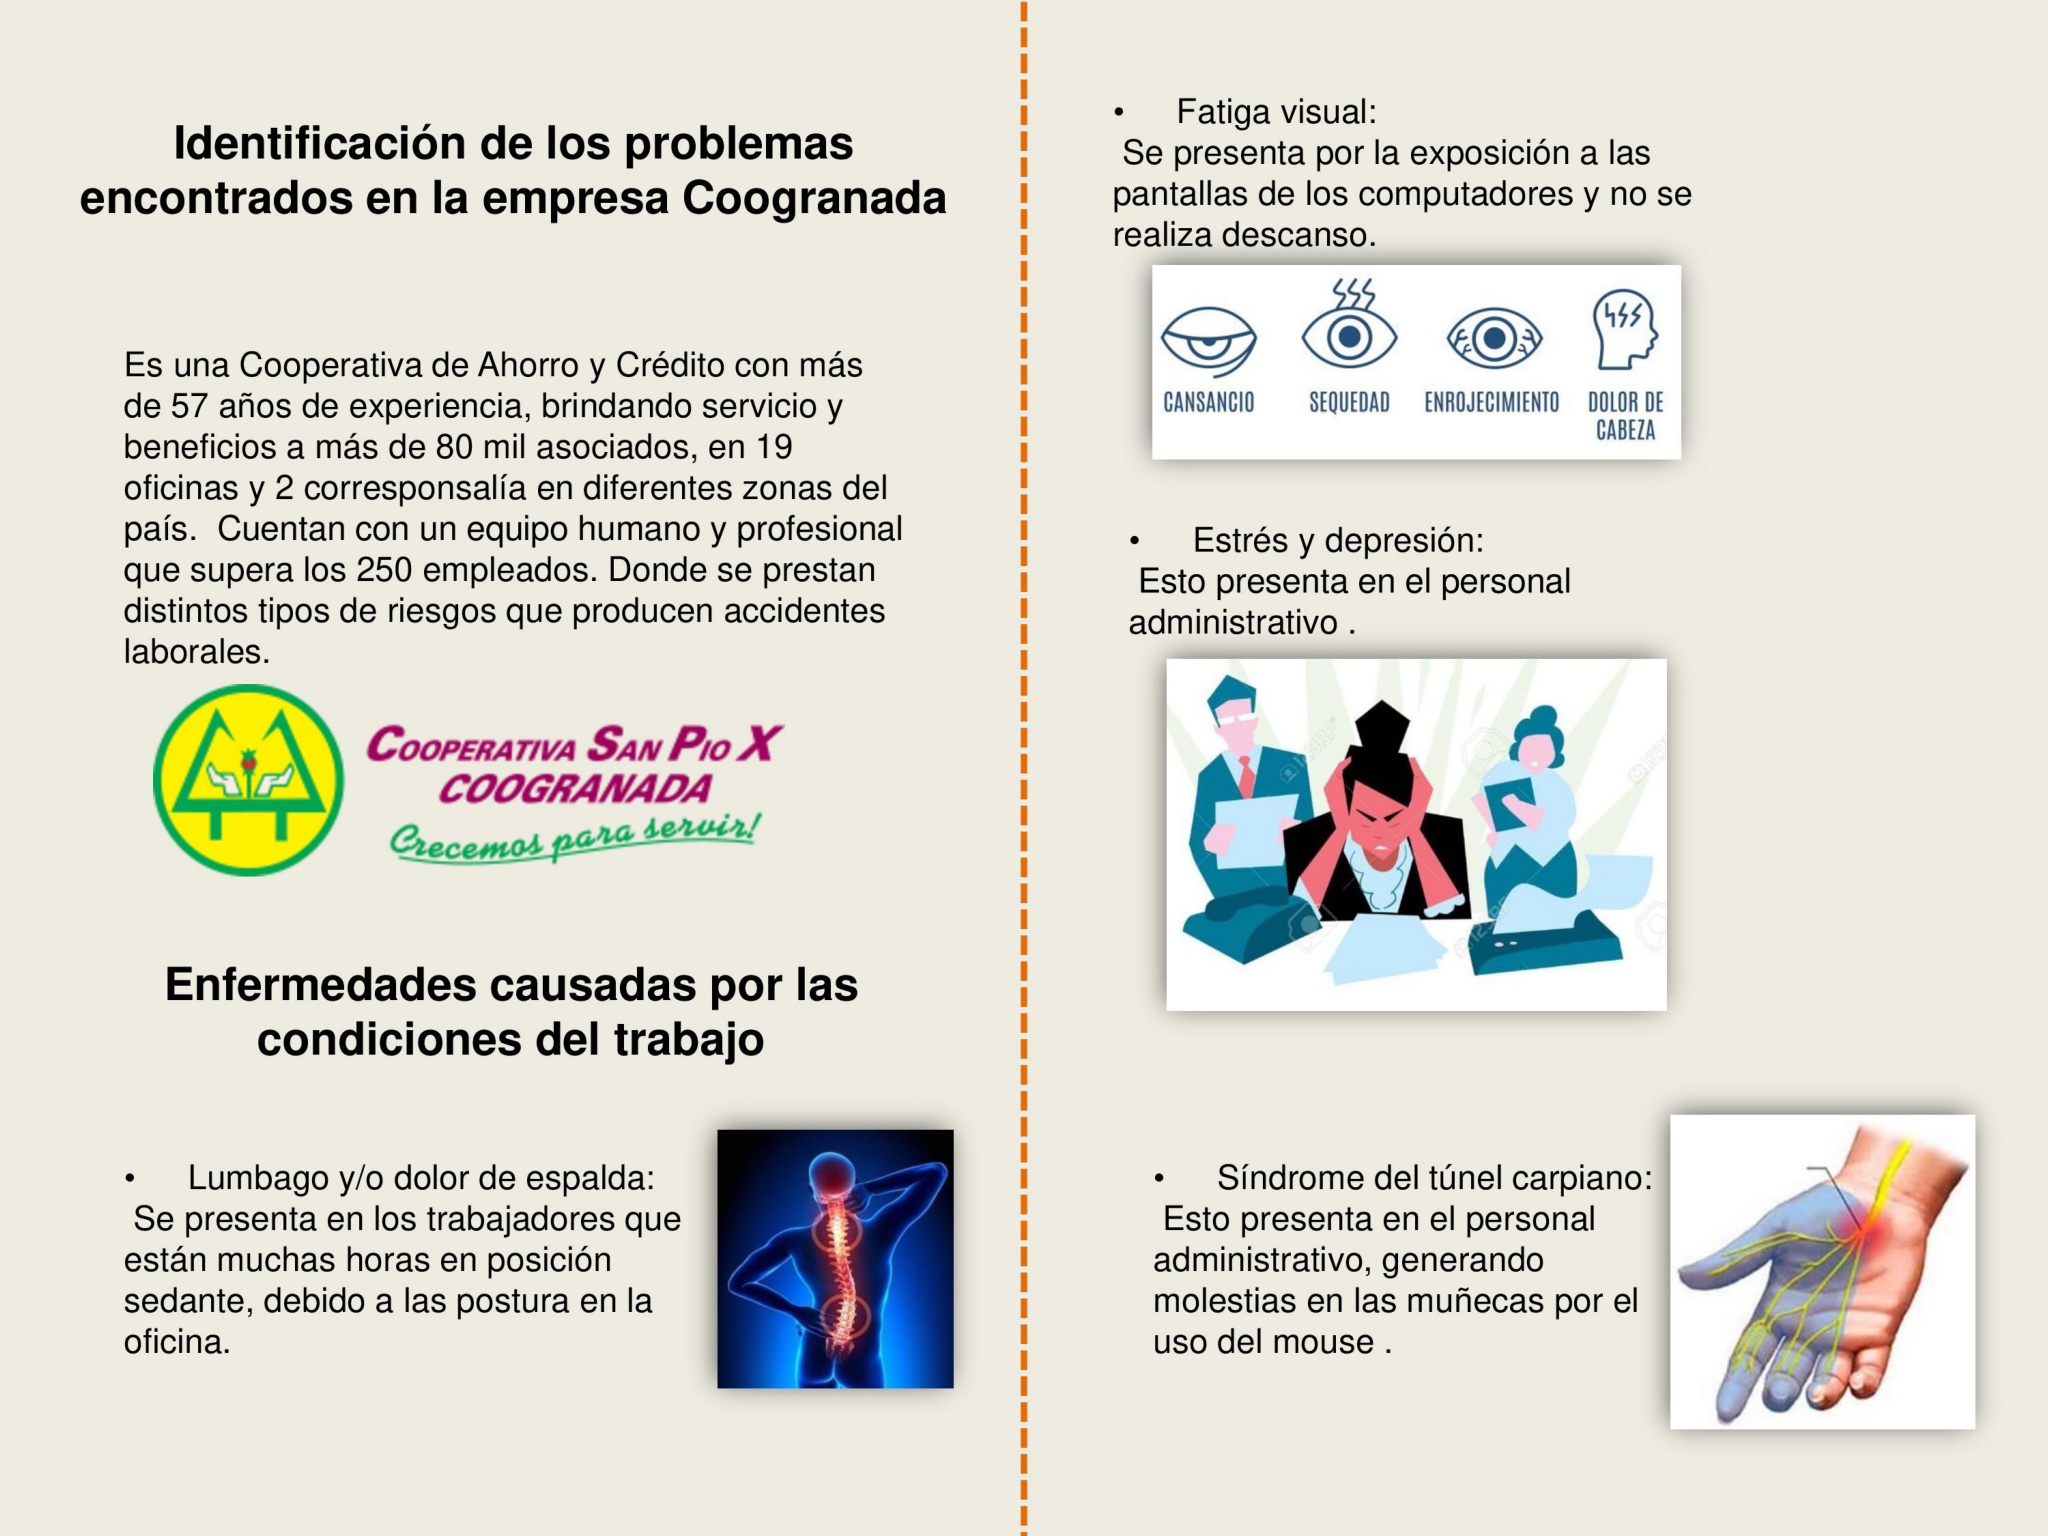 Identificación de los problemas
encontrados en la empresa Coogranada
Es una Cooperativa de Ahorro y Crédito con más
de 57 años de experiencia, brindando servicio y
beneficios a más de 80 mil asociados, en 19
oficinas y 2 corresponsalía en diferentes zonas del
país.  Cuentan con un equipo humano y profesional
que supera los 250 empleados. Donde se prestan
distintos tipos de riesgos que producen accidentes
laborales.
COOPERATIVA SAN PIO X
COOGRANADA
Crecemos para servir!
Enfermedades causadas por las
condiciones del trabajo
• Lumbago y/o dolor de espalda:
Se presenta en los trabajadores que
están muchas horas en posición
sedante, debido a las postura en la
oficina.
• Fatiga visual:
Se presenta por la exposición a las
pantallas de los computadores y no se
realiza descanso.
CANSANCIO SEQUEDAD ENROJECIMIENTO DOLOR DE
CABEZA
• Estrés y depresión:
Esto presenta en el personal
administrativo .
• Síndrome del túnel carpiano:
Esto presenta en el personal
administrativo, generando
molestias en las muñecas por el
uso del mouse .